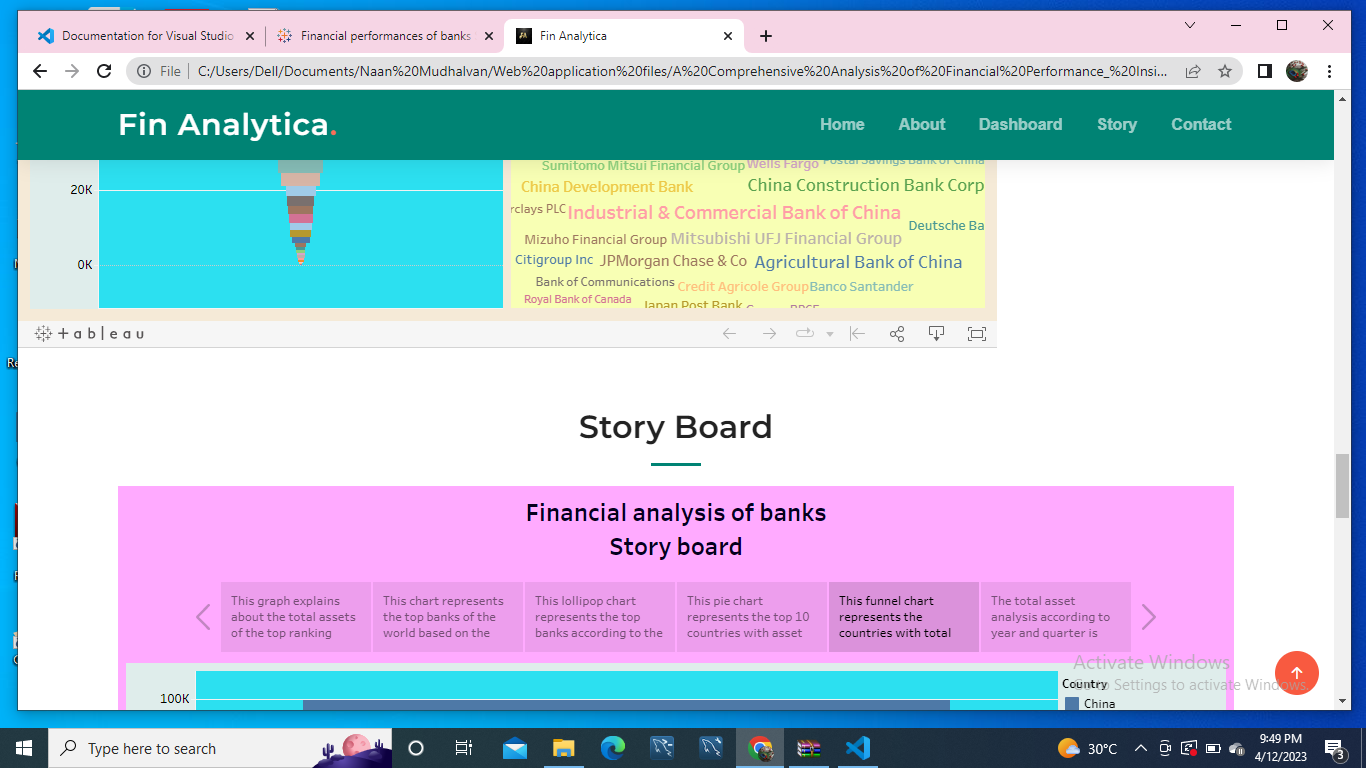 Documentation for Visual Studio
Financial performances of banks
Fin Analytica
File
C:/Users/Dell/Documents/Naan%20Mudhalvan/Web%20application%20files/A%20Comprehensive%20Analysis%20of%20Financial%20Performance_%20Insi...
Fin Analytica.
Home About Dashboard Story Contact
20K
0K
Sumitomo Mitsui Financial Group Wells Fargo Postal Savings Bank of China
China Development Bank China Construction Bank Corp
rclays PLC Industrial & Commercial Bank of China
Deutsche Ba
Mizuho Financial Group Mitsubishi UFJ Financial Group
Citigroup Inc JPMorgan Chase & Co Agricultural Bank of China
Bank of Communications Credit Agricole Group Banco Santander
Royal Bank of Canada Japan Post Bank
+ a b l e a u
Story Board
Financial analysis of banks
Story board
This graph explains
about the total assets
of the top ranking
This chart represents
the top banks of the
world based on the
This lollipop chart
represents the top
banks according to the
This pie chart
represents the top 10
countries with asset
This funnel chart
represents the
countries with total
The total asset
analysis according to
year and quarter is
100K
Country
China
Activate Windows
Go to Settings to activate Windows.
Type here to search
30°C
9:49 PM
4/12/2023
3